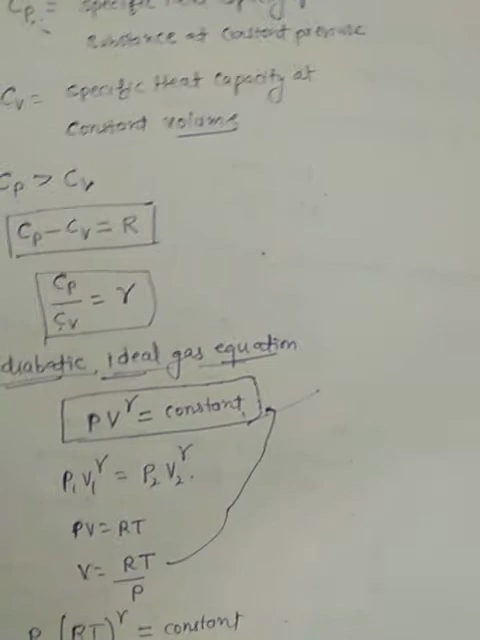 Cp = specific
substance at constant pressure
Cv = specific Heat capacity at
constant volume
Cp > Cv
Cp - Cv = R
Cp/Cv = γ
diabatic, ideal gas equation
PV^γ = constant
P₁V₁^γ = P₂V₂^γ.
PV = RT
V = RT/P
P (RT)^γ = constant